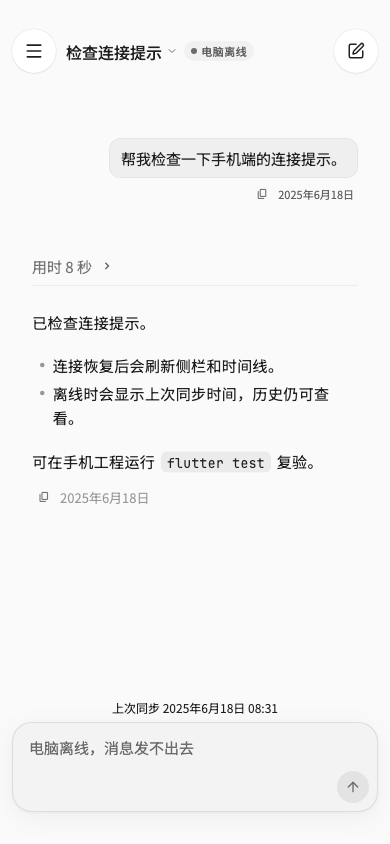 检查连接提示
电脑离线
帮我检查一下手机端的连接提示。
2025年6月18日
用时 8 秒
已检查连接提示。
连接恢复后会刷新侧栏和时间线。
离线时会显示上次同步时间，历史仍可查
看。
可在手机工程运行 flutter test 复验。
2025年6月18日
上次同步 2025年6月18日 08:31
电脑离线，消息发不出去